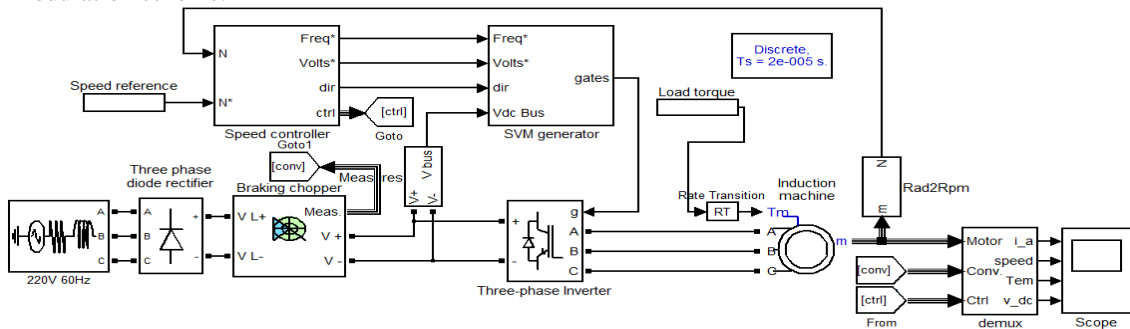 N
N*
Freq*
Volts*
dir
ctrl
Speed controller
Speed reference
[ctrl]
Goto
Freq*
Volts*
dir
Vdc Bus
gates
SVM generator
Discrete,
Ts = 2e-005 s.
Load torque
Goto1
[conv]
Measures
V bus
V+
V-
Three phase
diode rectifier
Braking chopper
Meas.
V L+
V L-
V +
V -
A
B
C
A
B
C
+
-
220V 60Hz
g
+
-
A
B
C
Three-phase Inverter
Rate Transition
RT
Induction
machine
Tm
A
B
C
m
N
m
Rad2Rpm
[conv]
[ctrl]
From
Motor
Conv.
Ctrl
i_a
speed
Tem
v_dc
demux
Scope